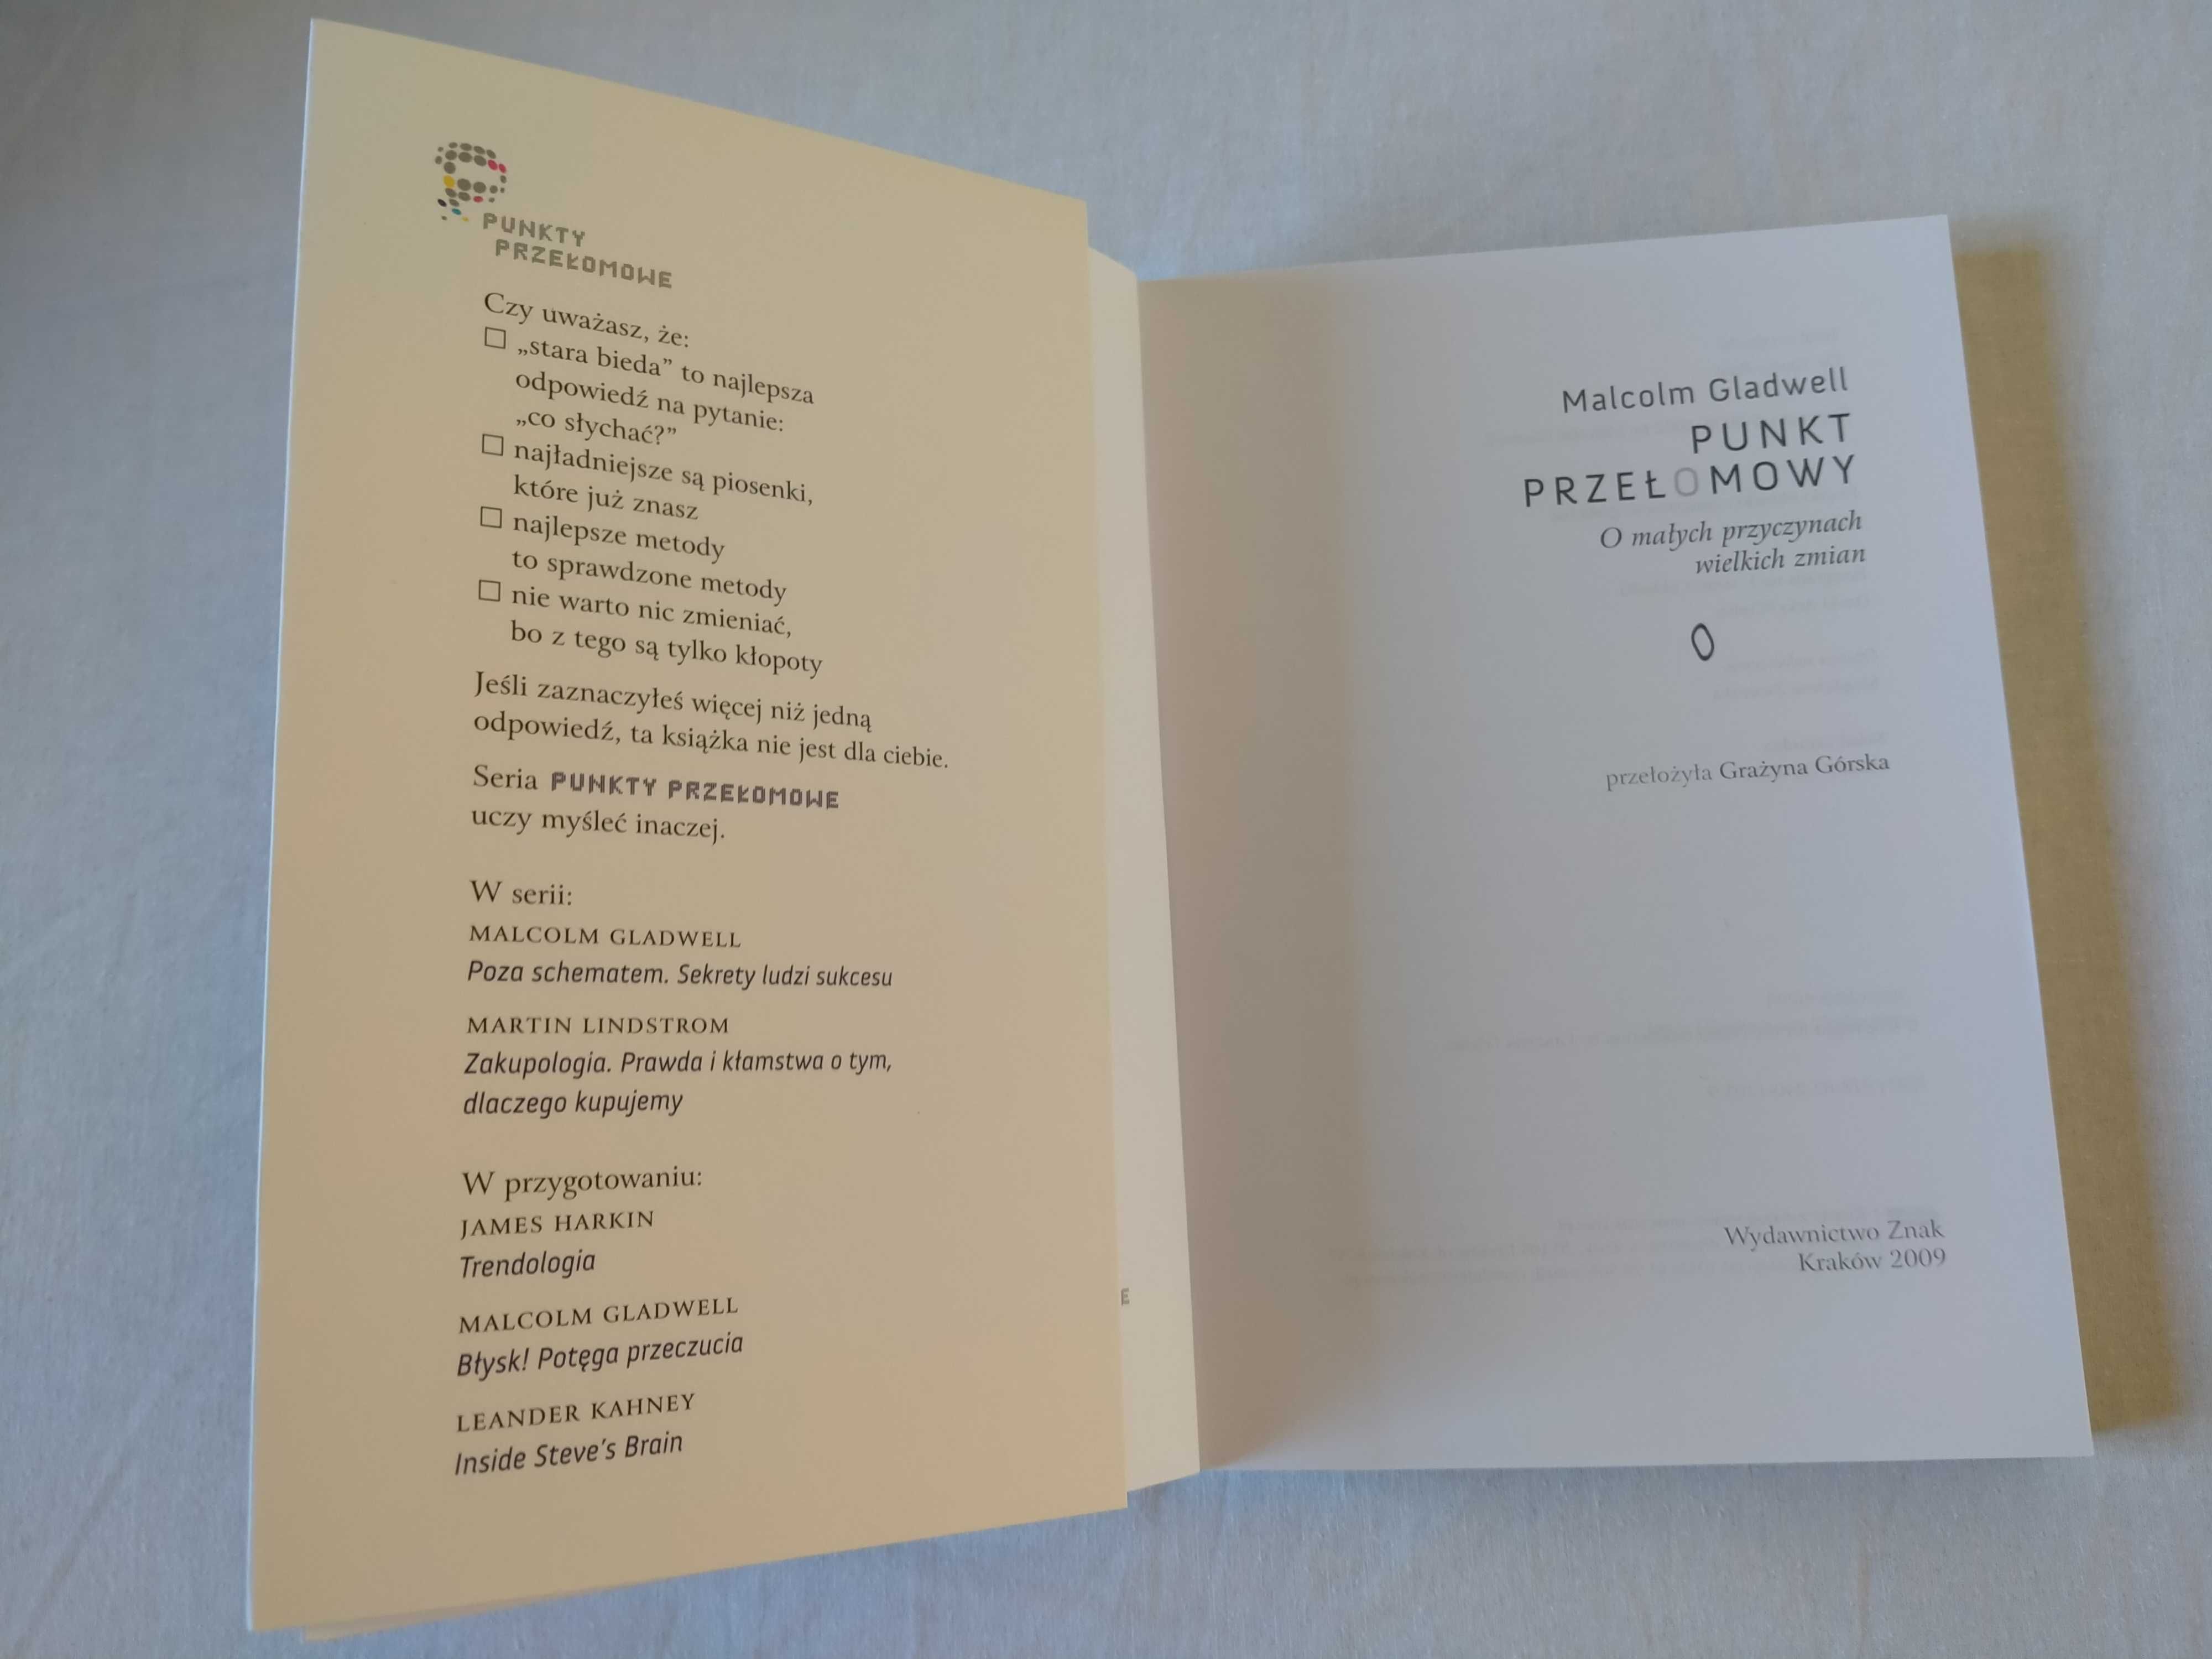 PUNKTY
PRZEŁOMOWE
Czy uważasz, że:
„stara bieda” to najlepsza
odpowiedź na pytanie:
„co słychać?”
najładniejsze są piosenki,
które już znasz
najlepsze metody
to sprawdzone metody
nie warto nic zmieniać,
bo z tego są tylko kłopoty
Jeśli zaznaczyłeś więcej niż jedną
odpowiedź, ta książka nie jest dla ciebie.
Seria PUNKTY PRZEŁOMOWE
uczy myśleć inaczej.
W serii:
MALCOLM GLADWELL
Poza schematem. Sekrety ludzi sukcesu
MARTIN LINDSTROM
Zakupologia. Prawda i kłamstwa o tym,
dlaczego kupujemy
W przygotowaniu:
JAMES HARKIN
Trendologia
MALCOLM GLADWELL
Błysk! Potęga przeczucia
LEANDER KAHNEY
Inside Steve’s Brain
E
Malcolm Gladwell
PUNKT
PRZEŁOMOWY
O małych przyczynach
wielkich zmian
przełożyła Grażyna Górska
Wydawnictwo Znak
Kraków 2009